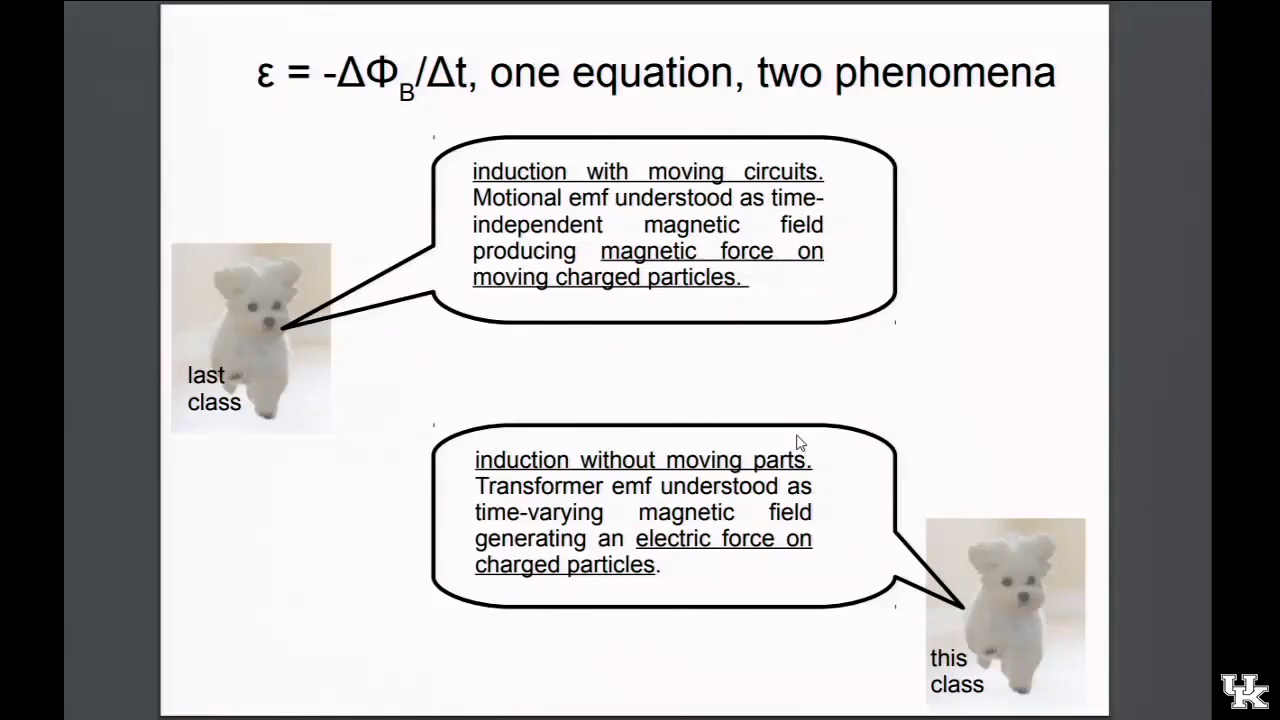 ε = -ΔΦB/Δt, one equation, two phenomena
induction with moving circuits.
Motional emf understood as time-
independent magnetic field
producing magnetic force on
moving charged particles.
last
class
induction without moving parts.
Transformer emf understood as
time-varying magnetic field
generating an electric force on
charged particles.
this
class
UK